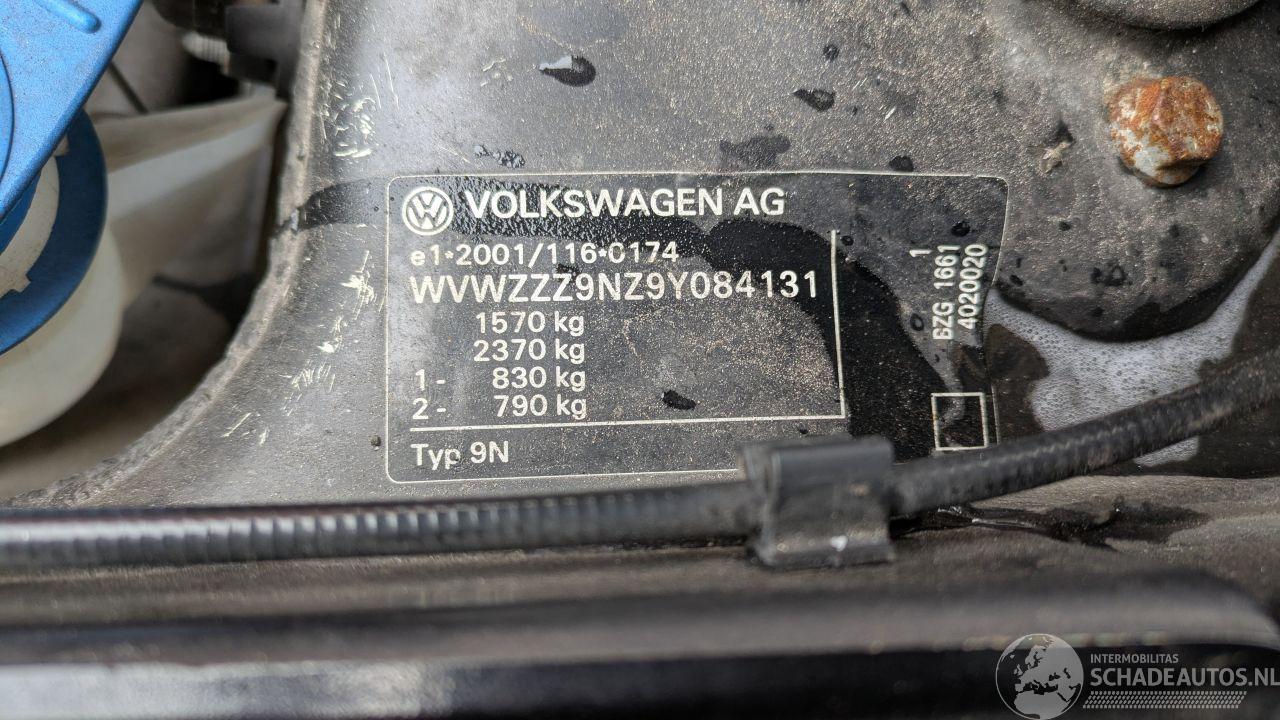 VOLKSWAGEN AG
e1*2001/116*0174
WVWZZZ9NZ9Y084131
1570 kg
2370 kg
1- 830 kg
2- 790 kg
Typ 9N
BZG 1661 1
4020020
INTERMOBILITAS
SCHADEAUTOS.NL